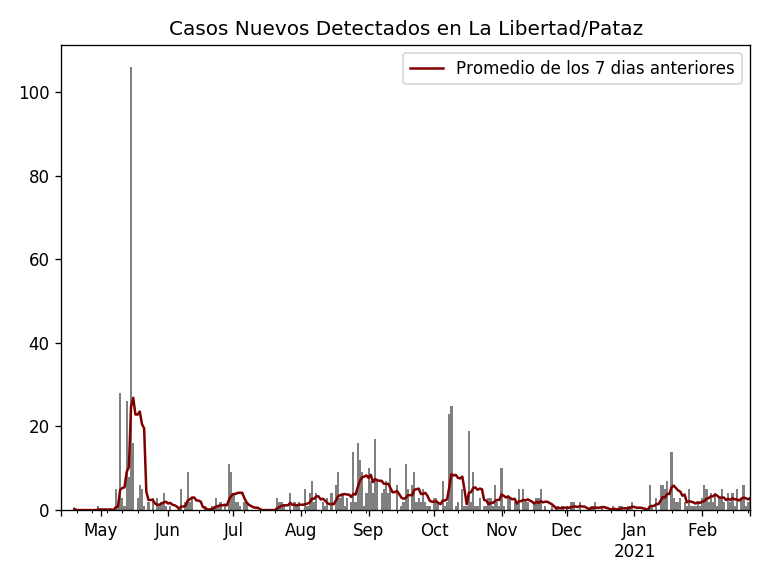 Casos Nuevos Detectados en La Libertad/Pataz
Promedio de los 7 dias anteriores
100
80
60
40
20
0
May Jun Jul Aug Sep Oct Nov Dec Jan Feb
2021